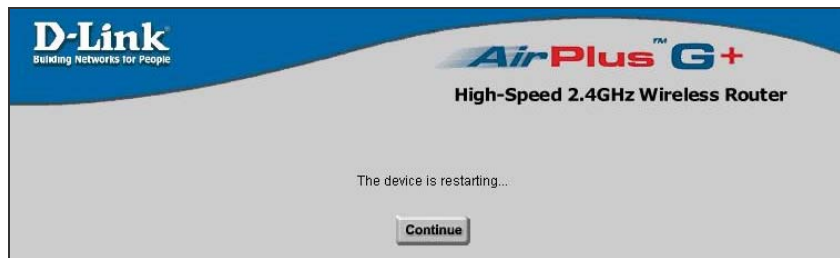 D-Link
Building Networks for People
AirPlus™ G+
High-Speed 2.4GHz Wireless Router
The device is restarting...
Continue